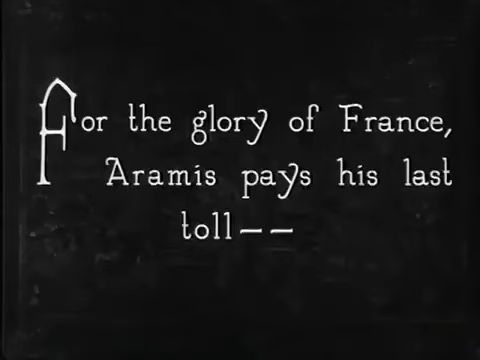 For the glory of France,
Aramis pays his last
toll——